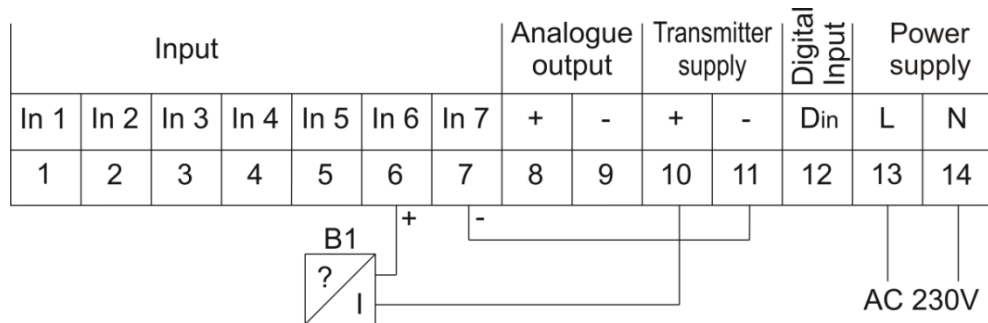 Input Analogue output Transmitter supply Digital Input Power supply
In 1 In 2 In 3 In 4 In 5 In 6 In 7 + - + - Din L N
1 2 3 4 5 6 7 8 9 10 11 12 13 14
+ -
B1
?
I
AC 230V